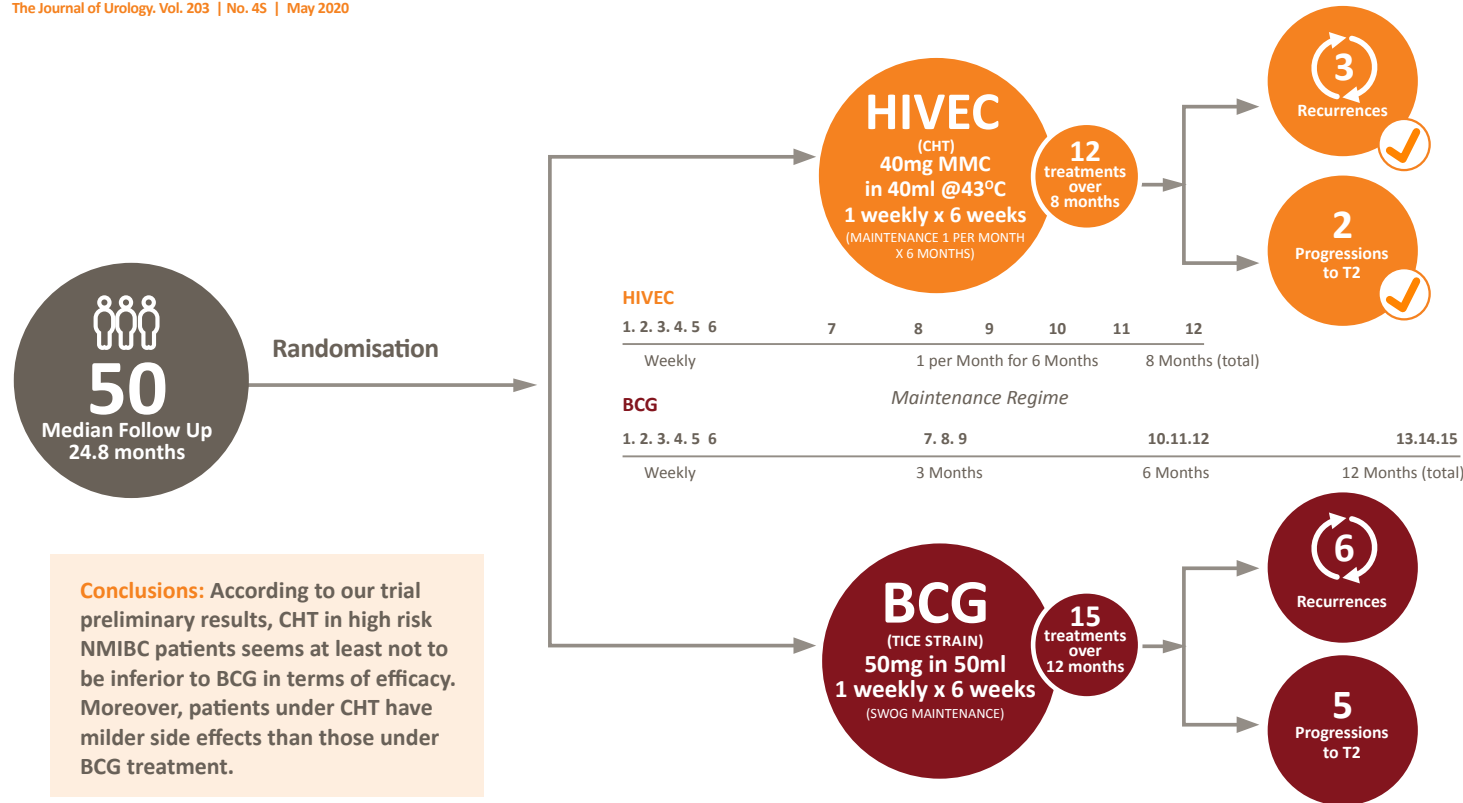 The Journal of Urology. Vol. 203 | No. 4S | May 2020
50
Median Follow Up
24.8 months
Randomisation
HIVEC
(CHT)
40mg MMC
in 40ml @43ºC
1 weekly x 6 weeks
(MAINTENANCE 1 PER MONTH
X 6 MONTHS)
12
treatments
over
8 months
3
Recurrences
2
Progressions
to T2
HIVEC
1. 2. 3. 4. 5 6 7 8 9 10 11 12
Weekly 1 per Month for 6 Months 8 Months (total)
Maintenance Regime
BCG
1. 2. 3. 4. 5 6 7. 8. 9 10.11.12 13.14.15
Weekly 3 Months 6 Months 12 Months (total)
BCG
(TICE STRAIN)
50mg in 50ml
1 weekly x 6 weeks
(SWOG MAINTENANCE)
15
treatments
over
12 months
6
Recurrences
5
Progressions
to T2
Conclusions: According to our trial
preliminary results, CHT in high risk
NMIBC patients seems at least not to
be inferior to BCG in terms of efficacy.
Moreover, patients under CHT have
milder side effects than those under
BCG treatment.